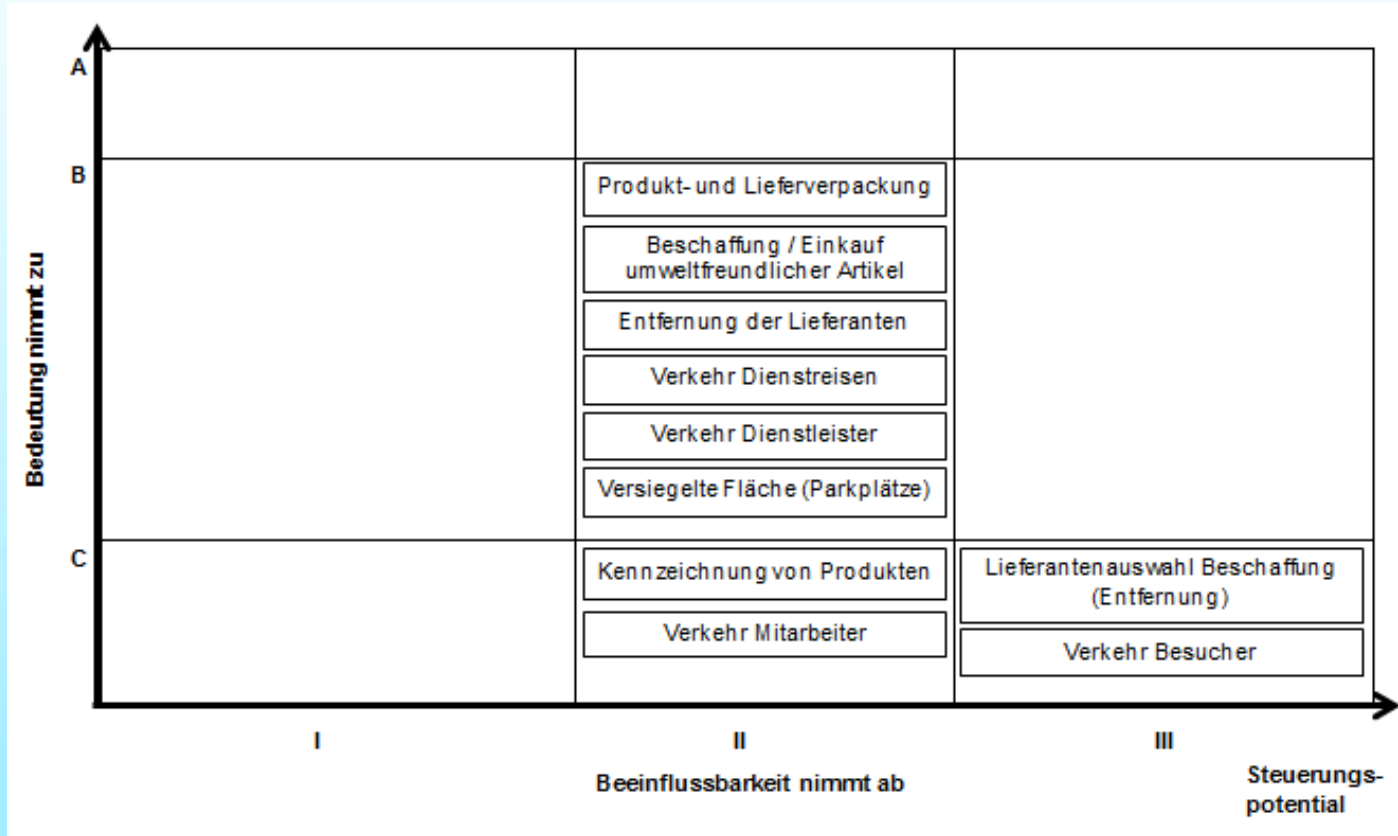 A
B
Produkt- und Lieferverpackung
Beschaffung / Einkauf
umweltfreundlicher Artikel
Entfernung der Lieferanten
Verkehr Dienstreisen
Verkehr Dienstleister
Versiegelte Fläche (Parkplätze)
Bedeutung nimmt zu
C
Kennzeichnung von Produkten
Verkehr Mitarbeiter
Lieferantenauswahl Beschaffung
(Entfernung)
Verkehr Besucher
I
II
III
Beeinflussbarkeit nimmt ab
Steuerungs-
potential